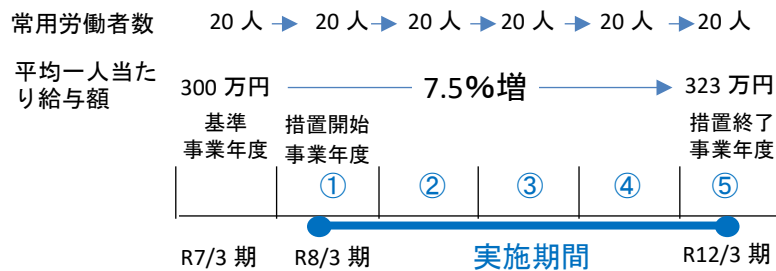 常用労働者数 20 人 20 人 20 人 20 人 20 人 20 人
平均一人当た
り給与額
300 万円 7.5%増 323 万円
基準
事業年度
措置開始
事業年度
措置終了
事業年度
① ② ③ ④ ⑤
R7/3 期 R8/3 期 実施期間 R12/3 期